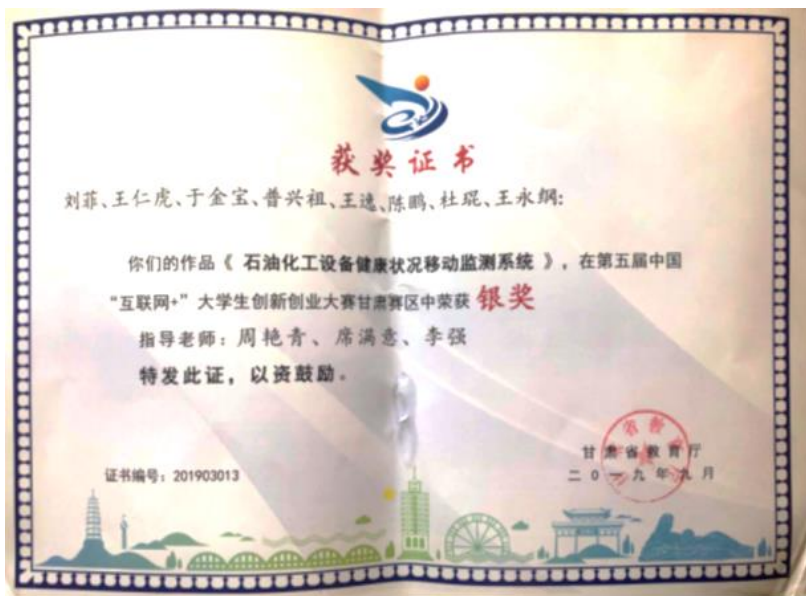 获奖证书
刘菲、王仁虎、于金宝、普兴祖、王逸、陈鹏、杜琨、王永纲:
你们的作品《 石油化工设备健康状况移动监测系统 》，在第五届中国
“互联网+”大学生创新创业大赛甘肃赛区中荣获 银奖
指导老师：周艳青、席满意、李强
特发此证，以资鼓励。
甘肃省教育厅
证书编号：201903013
二〇一九年九月